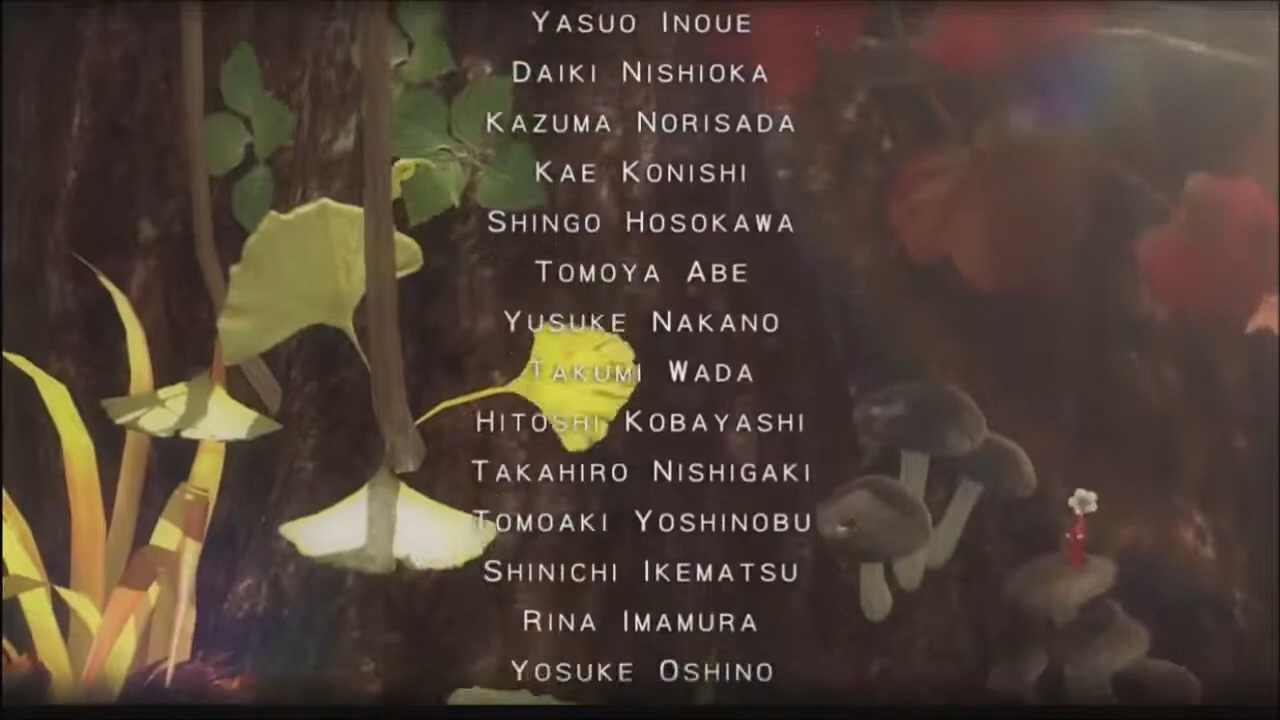 Yasuo Inoue
Daiki Nishioka
Kazuma Norisada
Kae Konishi
Shingo Hosokawa
Tomoya Abe
Yusuke Nakano
Takumi Wada
Hitoshi Kobayashi
Takahiro Nishigaki
Tomoaki Yoshinobu
Shinichi Ikematsu
Rina Imamura
Yosuke Oshino